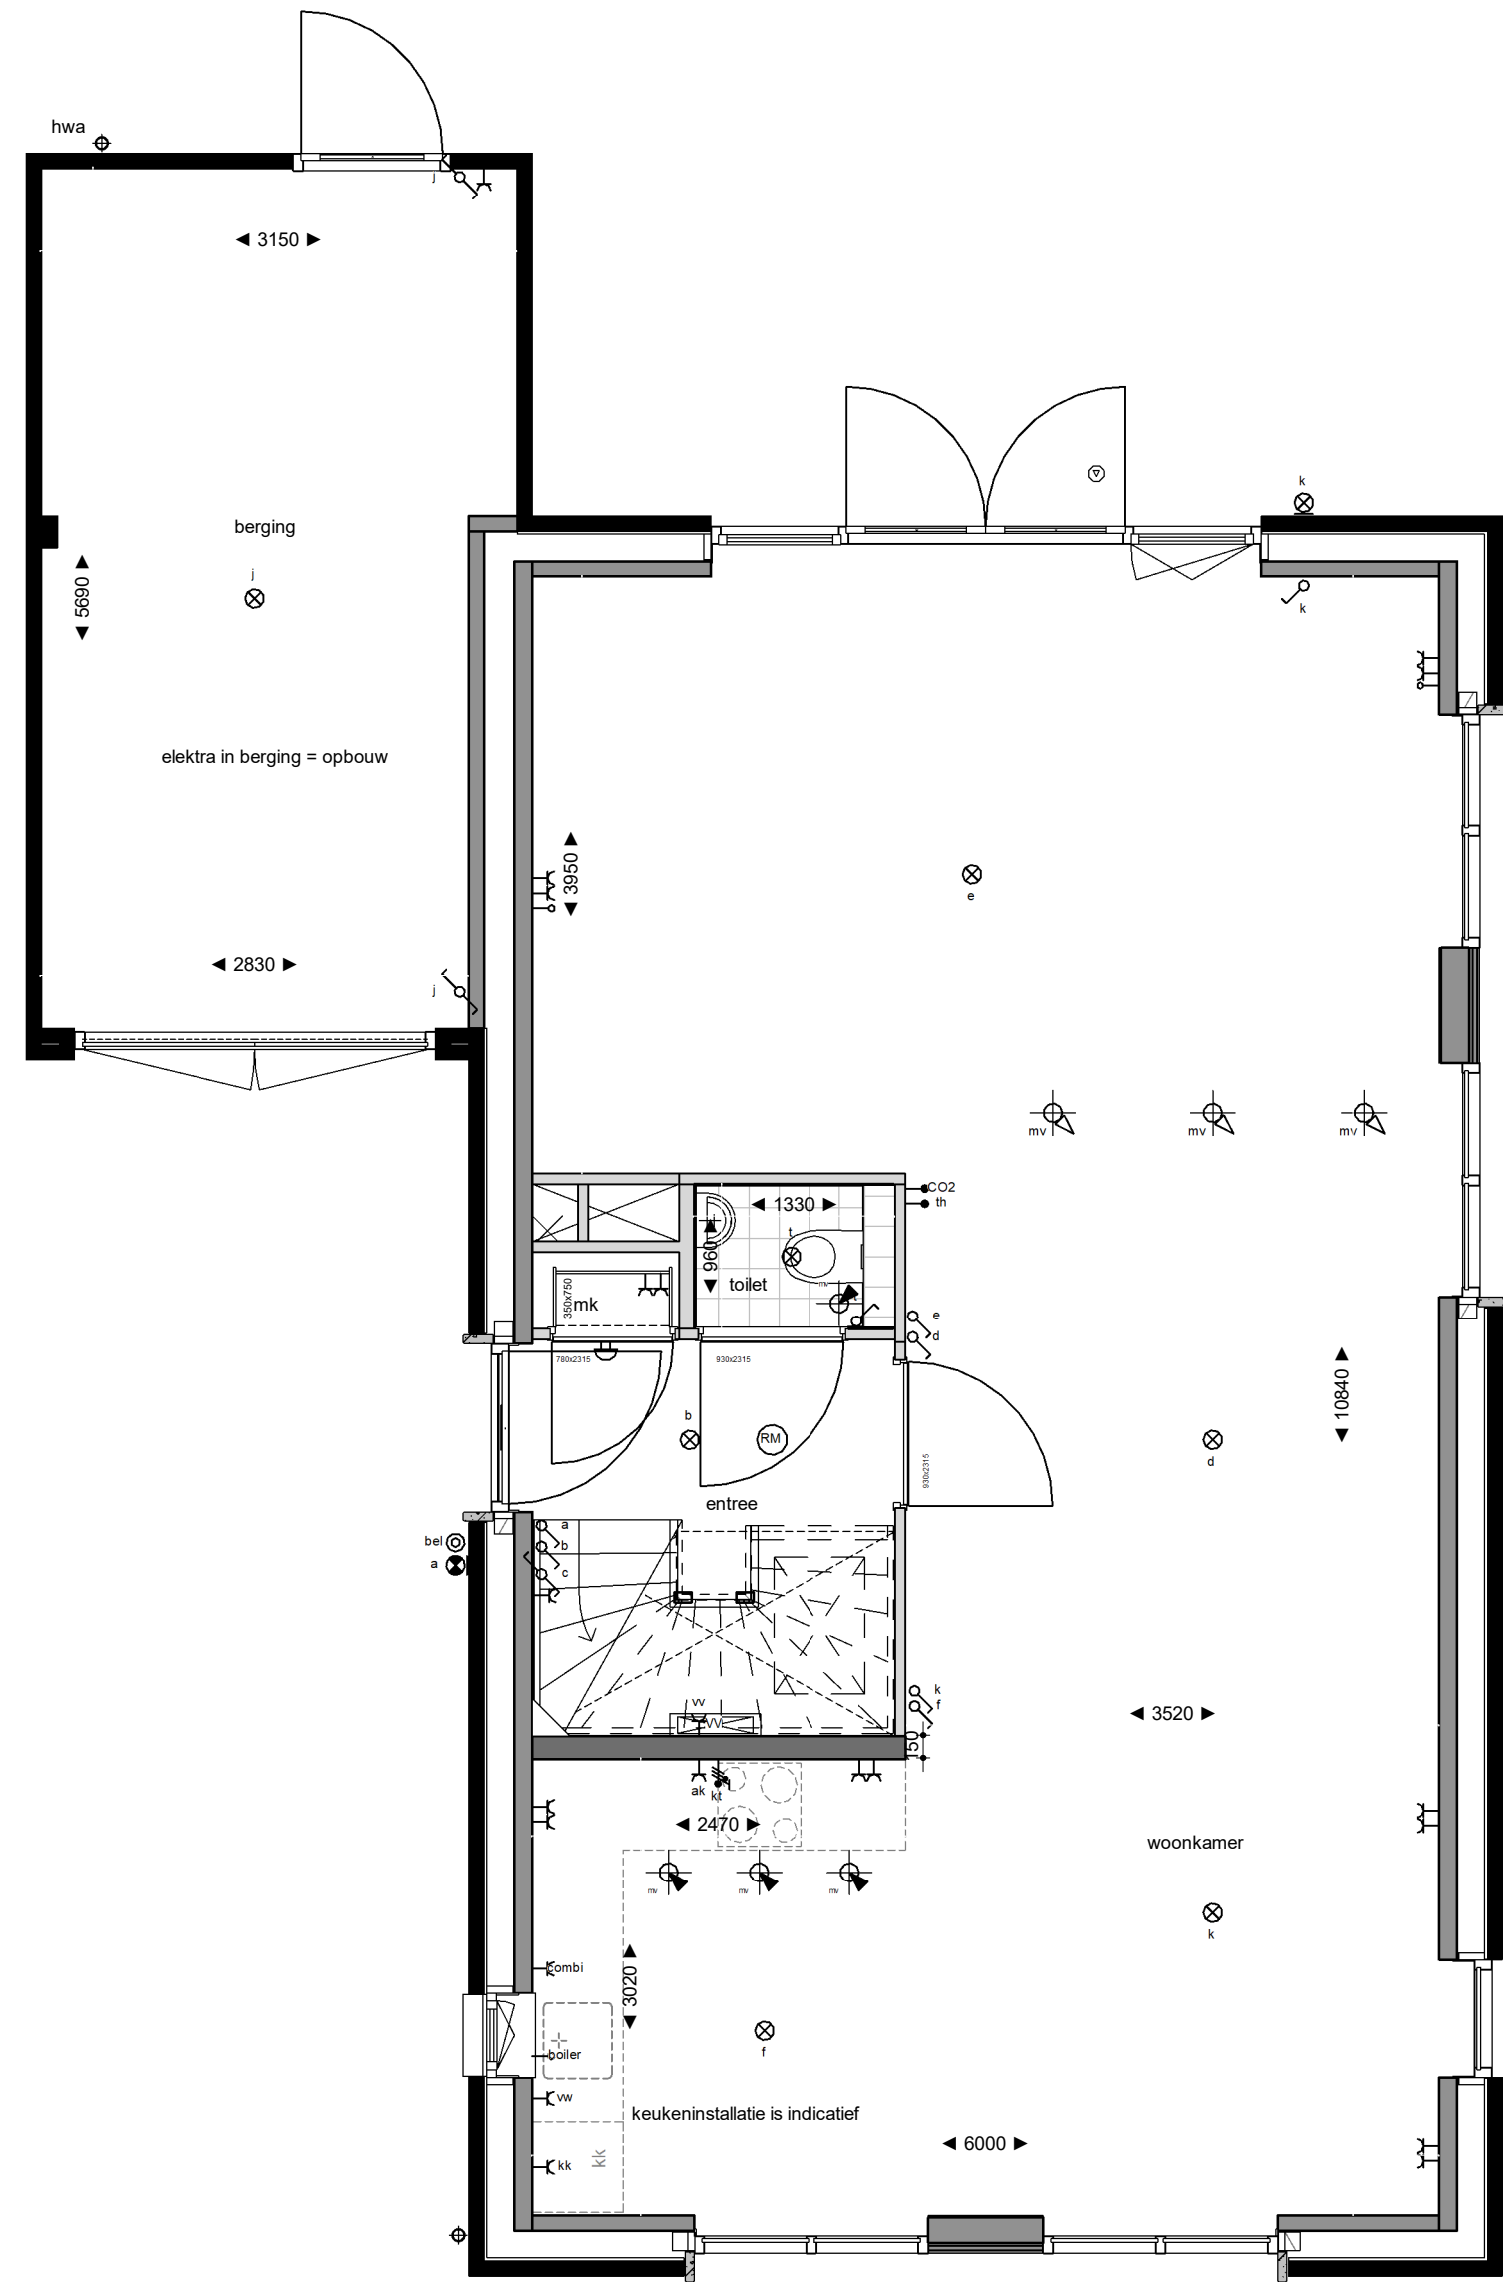 hwa
j
◄ 3150 ►
k
berging
j
◄ 5690 ►
k
elektra in berging = opbouw
◄ 3950 ►
e
◄ 2830 ►
j
mv
mv
mv
CO2
th
◄ 1330 ►
t
◄ 960 ►
toilet
mv
t
350x750
mk
e
d
780x2315
930x2315
◄ 10840 ►
b
RM
d
930x2315
entree
a
bel
b
a
c
k
f
vv
VV
◄ 3520 ►
150
ak
kt
◄ 2470 ►
woonkamer
mv
mv
mv
k
combi
◄ 3020 ►
f
boiler
vw
keukeninstallatie is indicatief
◄ 6000 ►
kk
kk